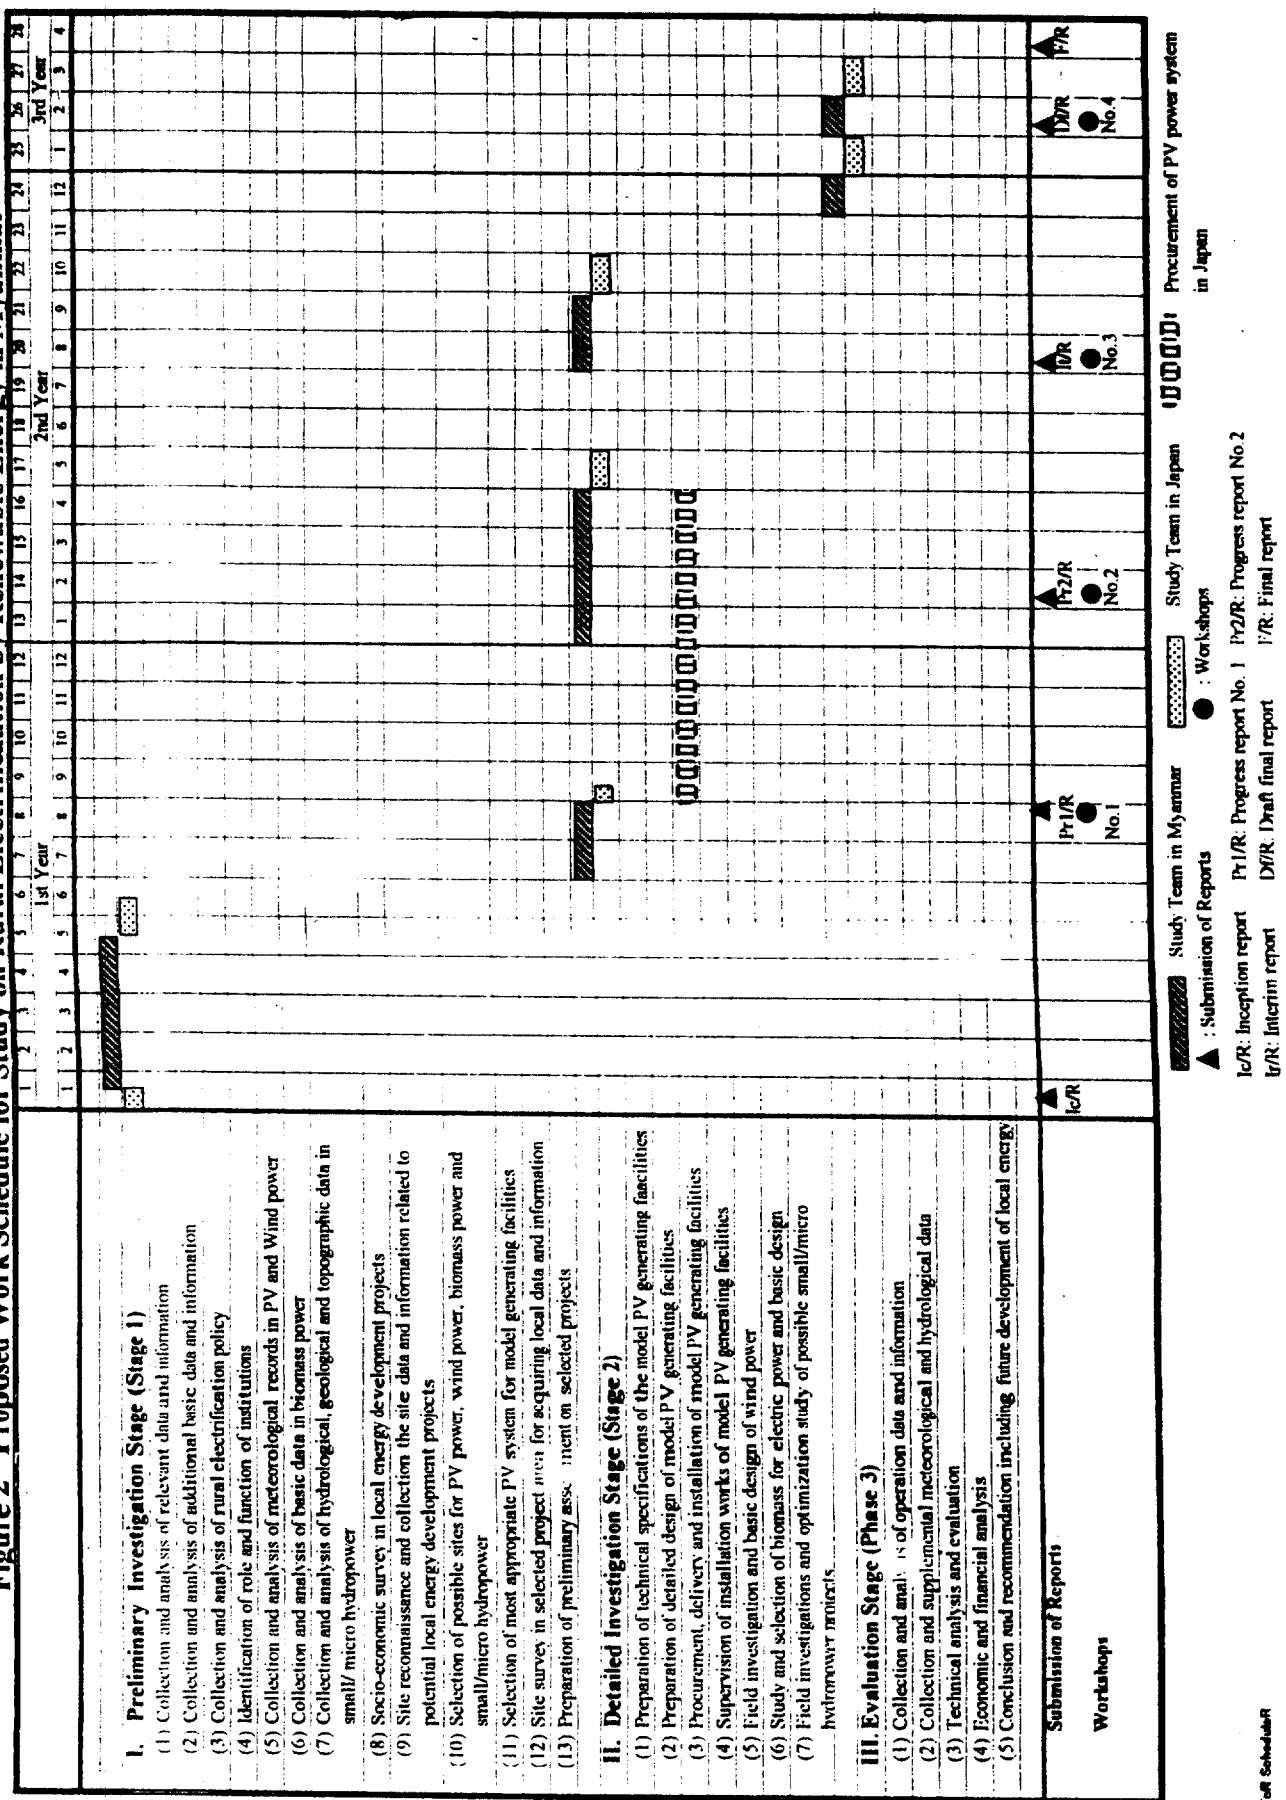 Figure 2 Proposed Work Schedule for Study on Rural Electrification by Renewable Energy in Myanmar
1st Year 2nd Year 3rd Year
1 2 3 4 5 6 7 8 9 10 11 12 13 14 15 16 17 18 19 20 21 22 23 24 25 26 27 28
1 2 3 4 5 6 7 8 9 10 11 12 1 2 3 4 5 6 7 8 9 10 11 12 1 2 3 4
I. Preliminary Investigation Stage (Stage 1)
(1) Collection and analysis of relevant data and information
(2) Collection and analysis of additional basic data and information
(3) Collection and analysis of rural electrification policy
(4) Identification of role and function of institutions
(5) Collection and analysis of meteorological records in PV and Wind power
(6) Collection and analysis of basic data in biomass power
(7) Collection and analysis of hydrological, geological and topographic data in
small/ micro hydropower
(8) Socio-economic survey in local energy development projects
(9) Site reconnaissance and collection the site data and information related to
potential local energy development projects
(10) Selection of possible sites for PV power, wind power, biomass power and
small/micro hydropower
(11) Selection of most appropriate PV system for model generating facilities
(12) Site survey in selected project for acquiring local data and information
(13) Preparation of preliminary on selected projects
II. Detailed Investigation Stage (Stage 2)
(1) Preparation of technical specifications of the model PV generating faacilities
(2) Preparation of detailed design of model PV generating facilities
(3) Procurement, delivery and installation of model PV generating facilities
(4) Supervision of installation works of model PV generating facilities
(5) Field investigation and basic design of wind power
(6) Study and selection of biomass for electric power and basic design
(7) Field investigations and optimization study of possible small/micro
hydropower projects
III. Evaluation Stage (Phase 3)
(1) Collection and of operation data and information
(2) Collection and supplemental meteorological and hydrological data
(3) Technical analysis and evaluation
(4) Economic and financial analysis
(5) Conclusion and recommendation including future development of local energy
Submission of Reports
Ic/R Pr1/R Pr2/R It/R Df/R F/R
Workshops
No.1 No.2 No.3 No.4
Study Team in Myanmar Study Team in Japan Procurement of PV power system
in Japan
▲ : Submission of Reports ● : Workshops
Ic/R: Inception report Pr1/R: Progress report No. 1 Pr2/R: Progress report No.2
It/R: Interim report Df/R: Draft final report F/R: Final report